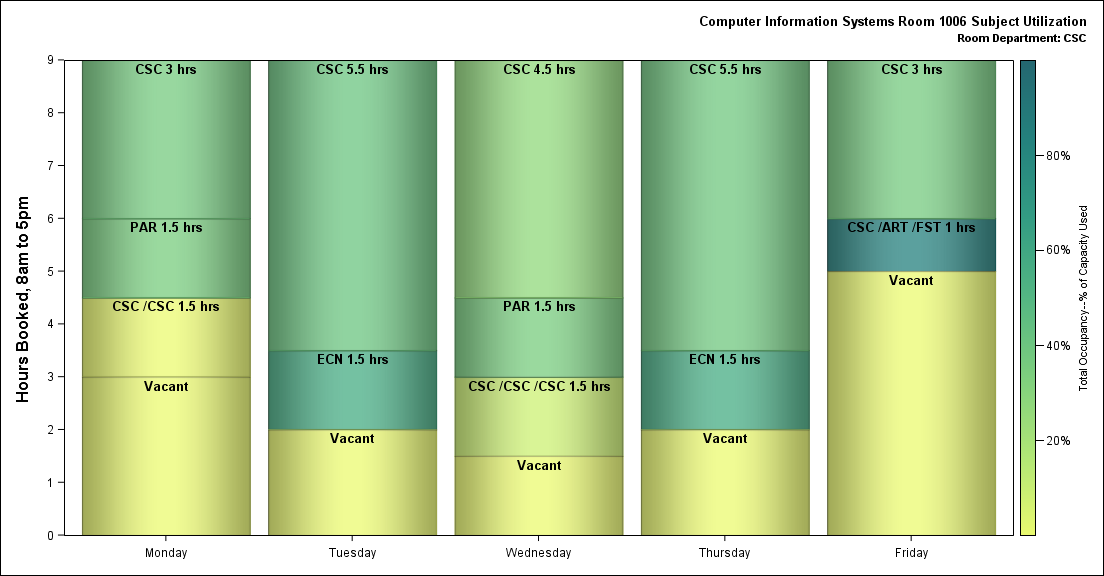 Computer Information Systems Room 1006 Subject Utilization
Room Department: CSC
Hours Booked, 8am to 5pm
9
8
7
6
5
4
3
2
1
0
CSC 3 hrs
PAR 1.5 hrs
CSC /CSC 1.5 hrs
Vacant
Monday
CSC 5.5 hrs
ECN 1.5 hrs
Vacant
Tuesday
CSC 4.5 hrs
PAR 1.5 hrs
CSC /CSC /CSC 1.5 hrs
Vacant
Wednesday
CSC 5.5 hrs
ECN 1.5 hrs
Vacant
Thursday
CSC 3 hrs
CSC /ART /FST 1 hrs
Vacant
Friday
80%
60%
40%
20%
Total Occupancy--% of Capacity Used